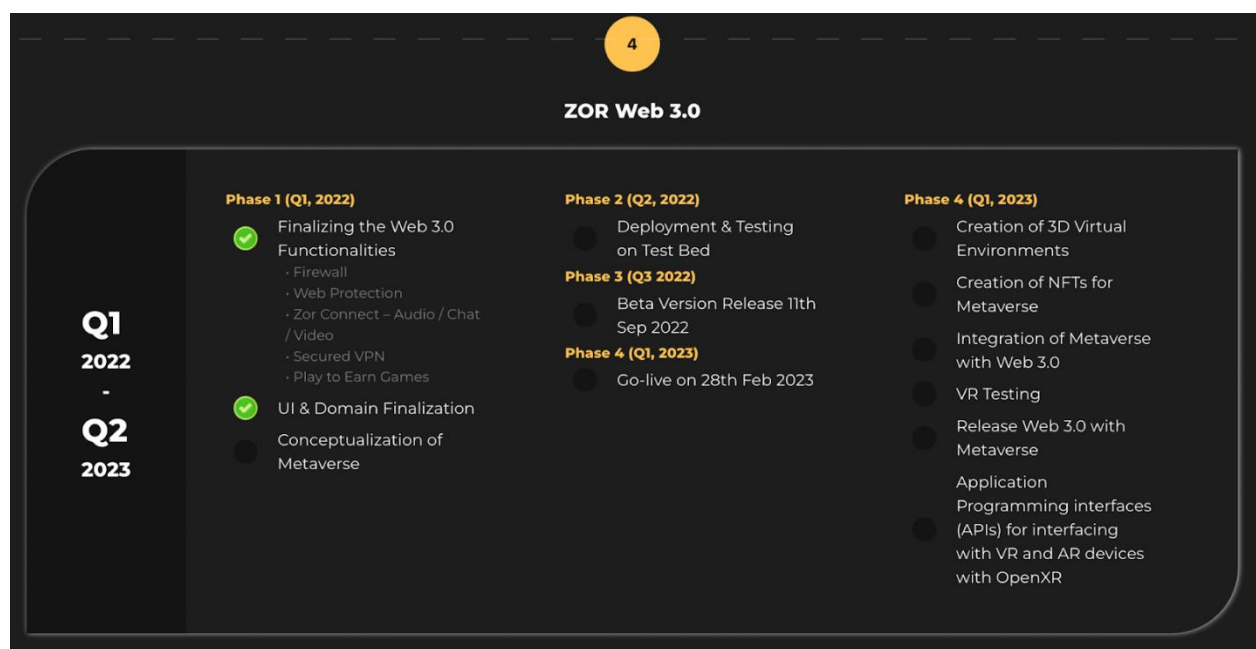 4
ZOR Web 3.0
Q1
2022
-
Q2
2023
Phase 1 (Q1, 2022)
Finalizing the Web 3.0
Functionalities
• Firewall
• Web Protection
• Zor Connect – Audio / Chat
/ Video
• Secured VPN
• Play to Earn Games
UI & Domain Finalization
Conceptualization of
Metaverse
Phase 2 (Q2, 2022)
Deployment & Testing
on Test Bed
Phase 3 (Q3 2022)
Beta Version Release 11th
Sep 2022
Phase 4 (Q1, 2023)
Go-live on 28th Feb 2023
Phase 4 (Q1, 2023)
Creation of 3D Virtual
Environments
Creation of NFTs for
Metaverse
Integration of Metaverse
with Web 3.0
VR Testing
Release Web 3.0 with
Metaverse
Application
Programming interfaces
(APIs) for interfacing
with VR and AR devices
with OpenXR